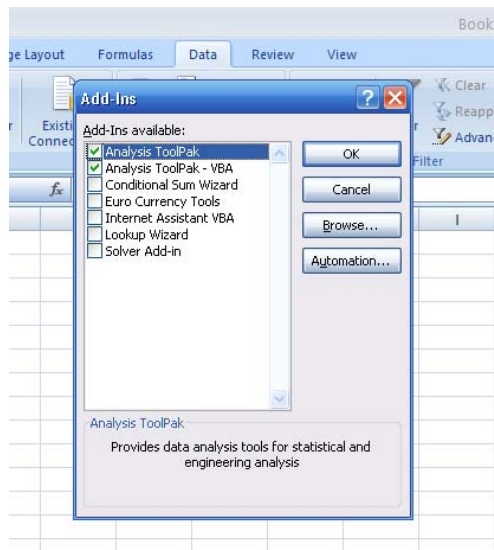 Book
ge Layout Formulas Data Review View
Add-Ins
Clear
Reapp
Existi
Connec
Advan
Filter
Add-Ins available:
Analysis ToolPak
Analysis ToolPak - VBA
Conditional Sum Wizard
Euro Currency Tools
Internet Assistant VBA
Lookup Wizard
Solver Add-in
OK
Cancel
Browse...
Automation...
fx
I
Analysis ToolPak
Provides data analysis tools for statistical and
engineering analysis